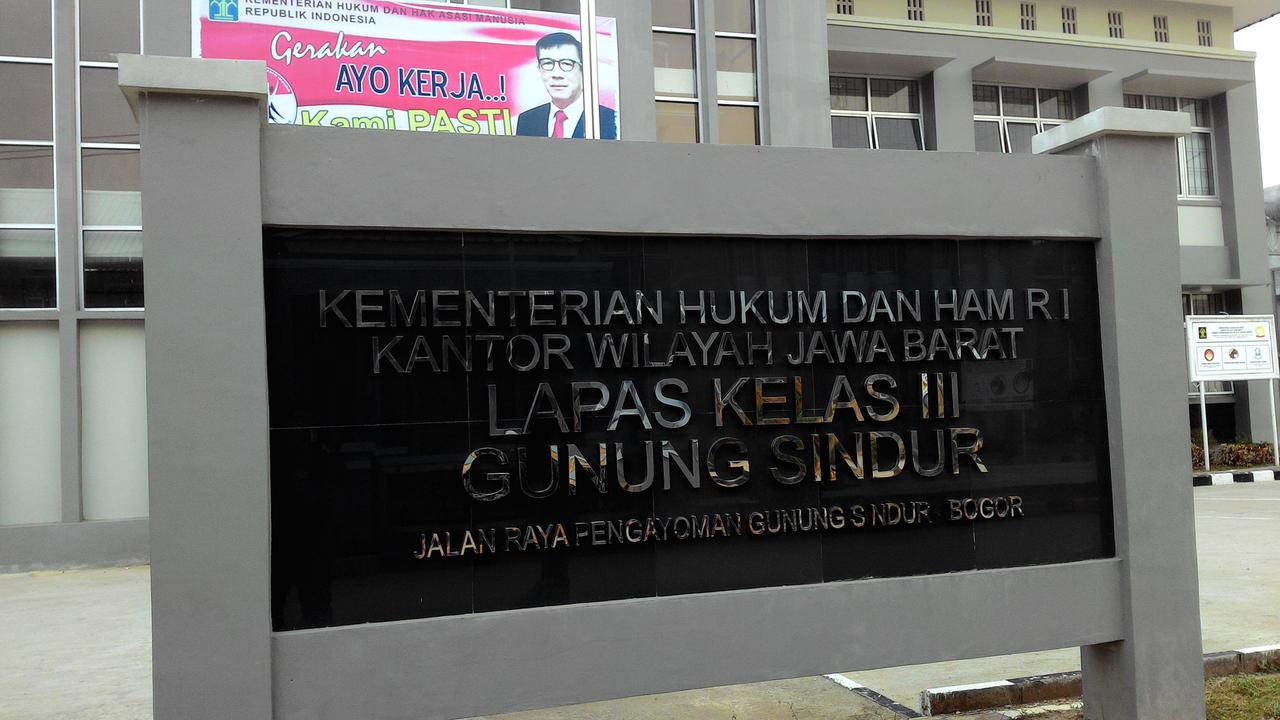 KEMENTERIAN HUKUM DAN HAK ASASI MANUSIA
REPUBLIK INDONESIA
Gerakan
AYO KERJA..!
Kami PASTI
KEMENTERIAN HUKUM DAN HAM R I
KANTOR WILAYAH JAWA BARAT
LAPAS KELAS III
GUNUNG SINDUR
JALAN RAYA PENGAYOMAN GUNUNG S NDUR - BOGOR